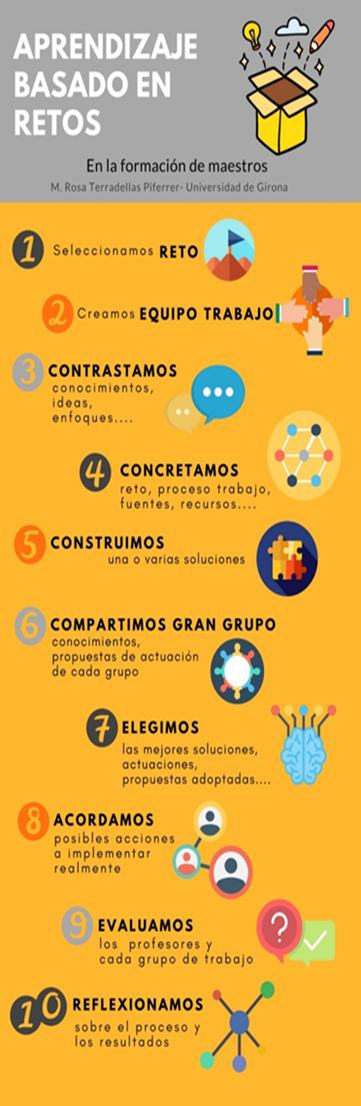 APRENDIZAJE
BASADO EN
RETOS
En la formación de maestros
M. Rosa Terradellas Piferrer- Universidad de Girona
1 Seleccionamos RETO
2 Creamos EQUIPO TRABAJO
3 CONTRASTAMOS
conocimientos,
ideas,
enfoques....
4 CONCRETAMOS
reto, proceso trabajo,
fuentes, recursos....
5 CONSTRUIMOS
una o varias soluciones
6 COMPARTIMOS GRAN GRUPO
conocimientos,
propuestas de actuación
de cada grupo
7 ELEGIMOS
las mejores soluciones,
actuaciones,
propuestas adoptadas....
8 ACORDAMOS
posibles acciones
a implementar
realmente
9 EVALUAMOS
los profesores y
cada grupo de trabajo
?
10 REFLEXIONAMOS
sobre el proceso y
los resultados